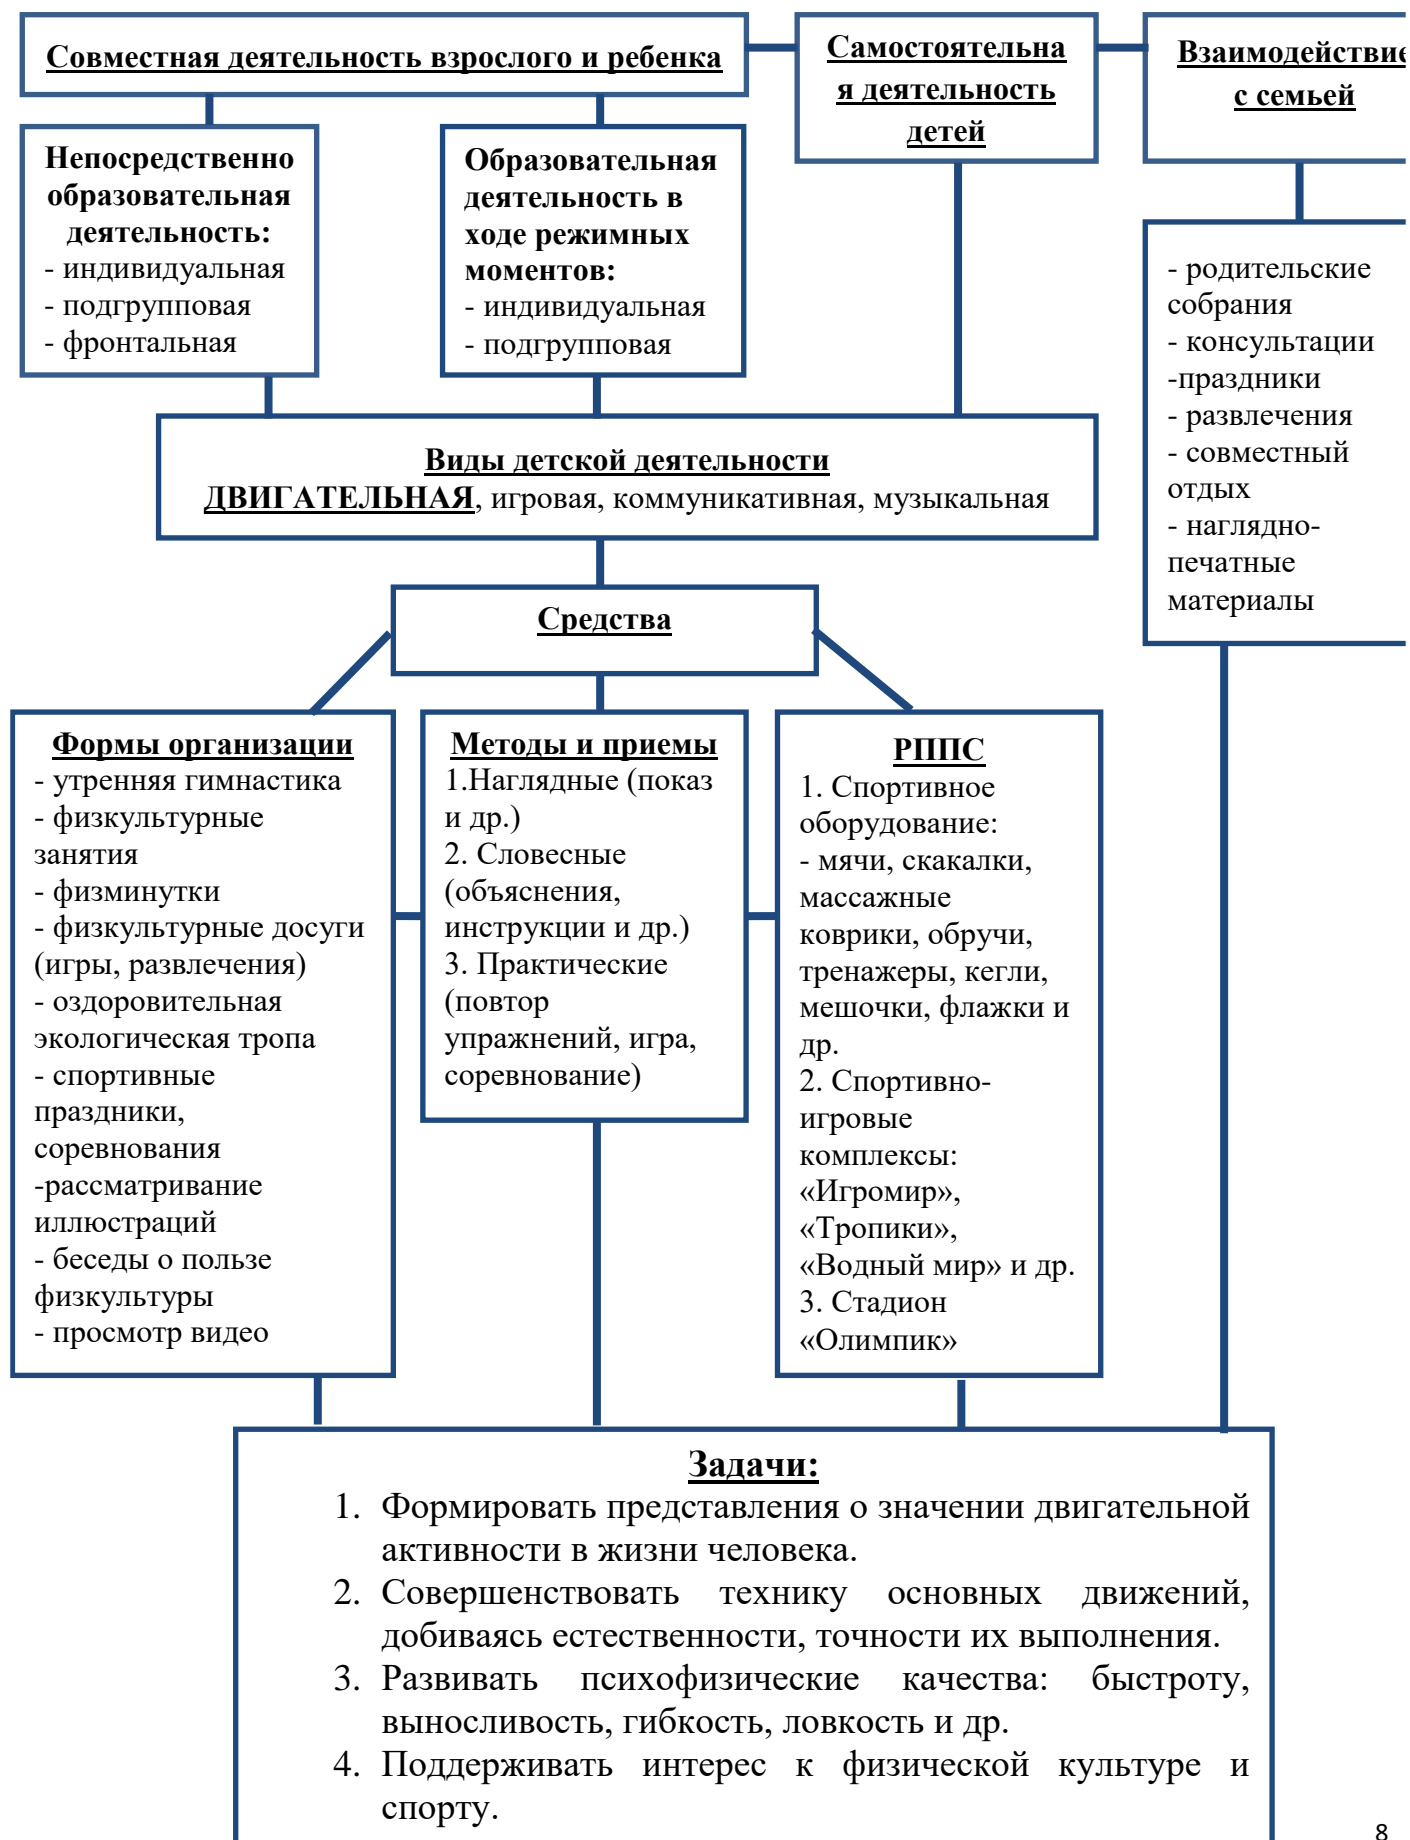 Совместная деятельность взрослого и ребенка
Самостоятельна
я деятельность
детей
Взаимодействие
с семьей
Непосредственно
образовательная
деятельность:
- индивидуальная
- подгрупповая
- фронтальная
Образовательная
деятельность в
ходе режимных
моментов:
- индивидуальная
- подгрупповая
- родительские
собрания
- консультации
-праздники
- развлечения
- совместный
отдых
- наглядно-
печатные
материалы
Виды детской деятельности
ДВИГАТЕЛЬНАЯ, игровая, коммуникативная, музыкальная
Средства
Формы организации
- утренняя гимнастика
- физкультурные
занятия
- физминутки
- физкультурные досуги
(игры, развлечения)
- оздоровительная
экологическая тропа
- спортивные
праздники,
соревнования
-рассматривание
иллюстраций
- беседы о пользе
физкультуры
- просмотр видео
Методы и приемы
1.Наглядные (показ
и др.)
2. Словесные
(объяснения,
инструкции и др.)
3. Практические
(повтор
упражнений, игра,
соревнование)
РППС
1. Спортивное
оборудование:
- мячи, скакалки,
массажные
коврики, обручи,
тренажеры, кегли,
мешочки, флажки и
др.
2. Спортивно-
игровые
комплексы:
«Игромир»,
«Тропики»,
«Водный мир» и др.
3. Стадион
«Олимпик»
Задачи:
1. Формировать представления о значении двигательной
активности в жизни человека.
2. Совершенствовать технику основных движений,
добиваясь естественности, точности их выполнения.
3. Развивать психофизические качества: быстроту,
выносливость, гибкость, ловкость и др.
4. Поддерживать интерес к физической культуре и
спорту.
8